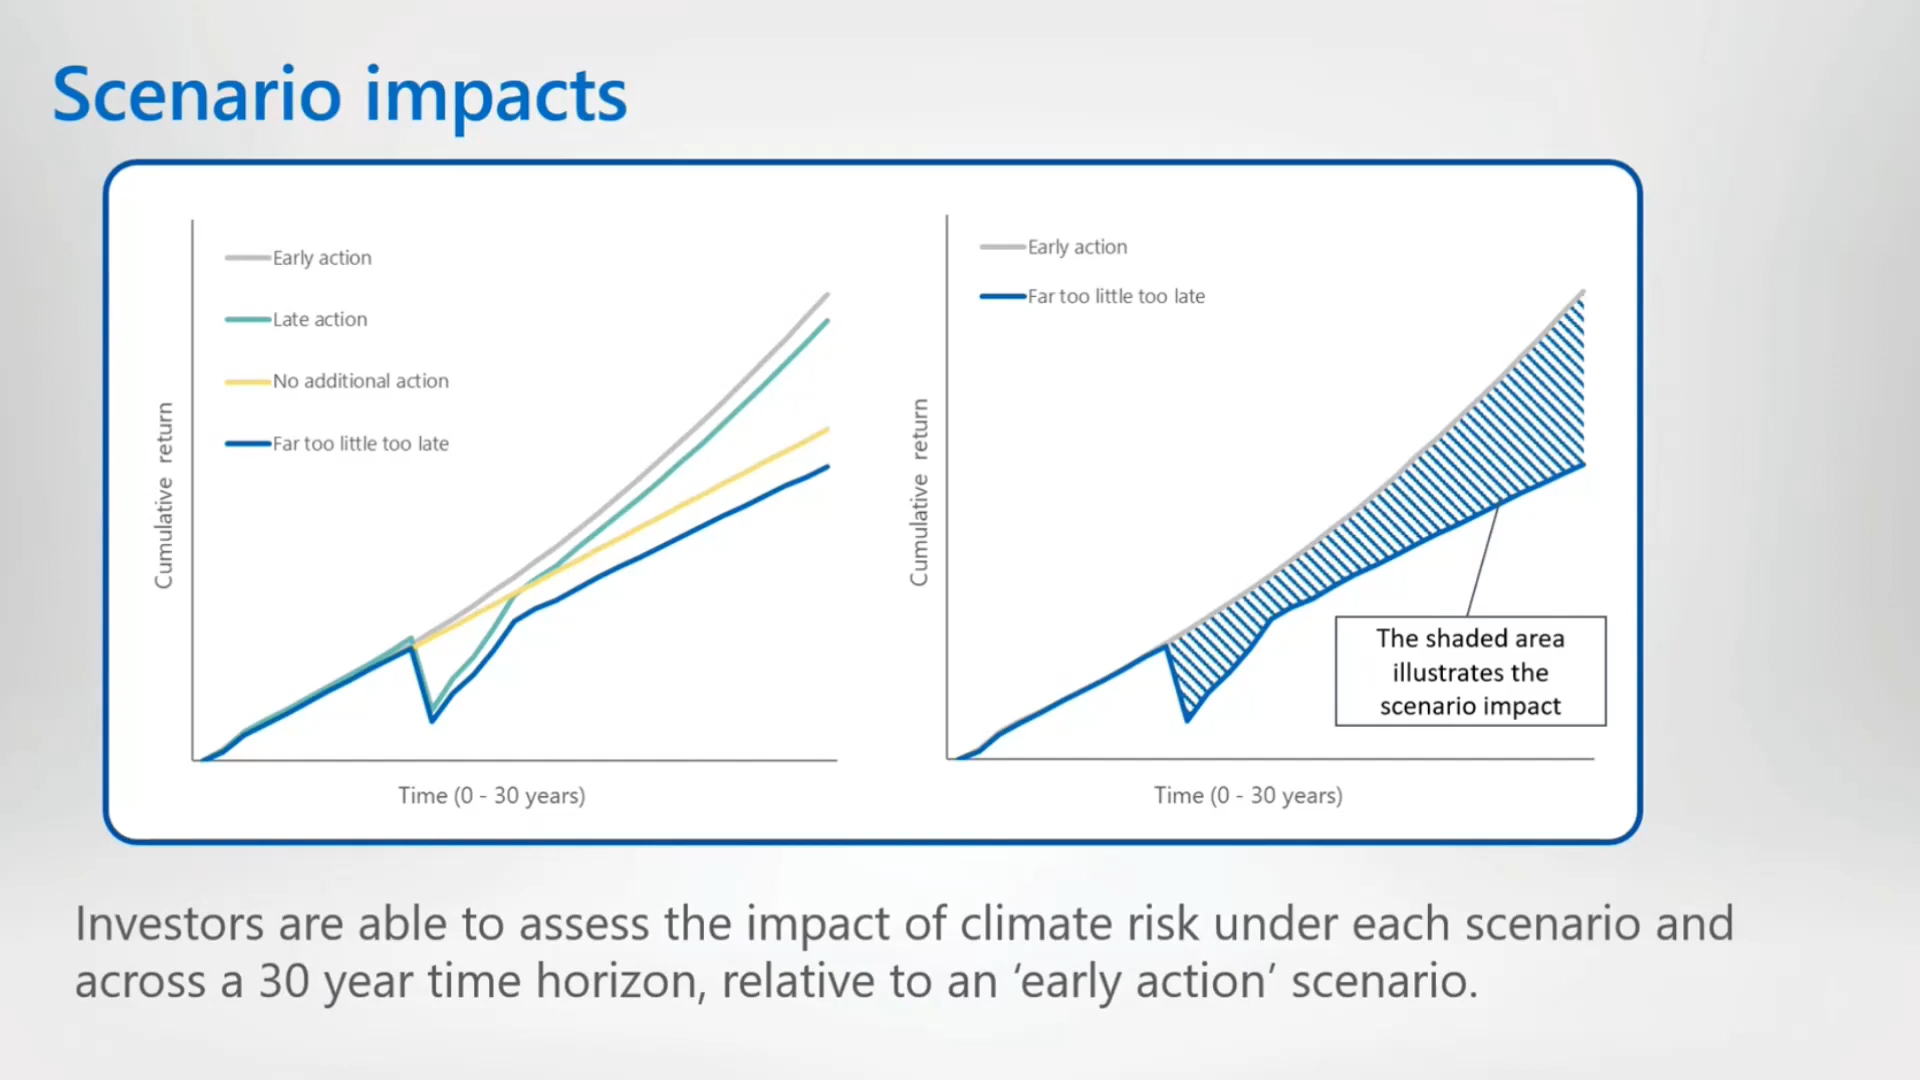 Scenario impacts
Early action
Late action
No additional action
Far too little too late
Cumulative return
Time (0 - 30 years)
Early action
Far too little too late
Cumulative return
The shaded area
illustrates the
scenario impact
Time (0 - 30 years)
Investors are able to assess the impact of climate risk under each scenario and
across a 30 year time horizon, relative to an ‘early action’ scenario.